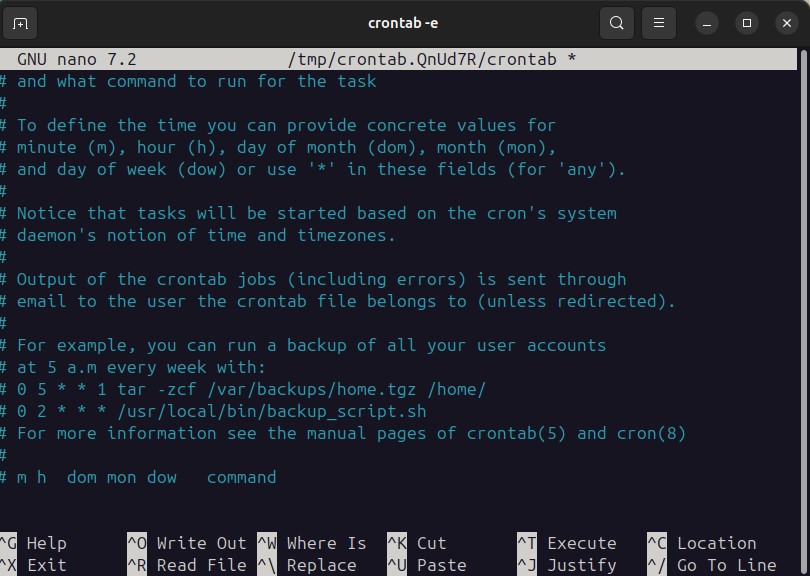 crontab -e
GNU nano 7.2 /tmp/crontab.QnUd7R/crontab *
# and what command to run for the task
#
# To define the time you can provide concrete values for
# minute (m), hour (h), day of month (dom), month (mon),
# and day of week (dow) or use '*' in these fields (for 'any').
#
# Notice that tasks will be started based on the cron's system
# daemon's notion of time and timezones.
#
# Output of the crontab jobs (including errors) is sent through
# email to the user the crontab file belongs to (unless redirected).
#
# For example, you can run a backup of all your user accounts
# at 5 a.m every week with:
# 0 5 * * 1 tar -zcf /var/backups/home.tgz /home/
# 0 2 * * * /usr/local/bin/backup_script.sh
# For more information see the manual pages of crontab(5) and cron(8)
#
# m h  dom mon dow   command
^G Help ^O Write Out ^W Where Is ^K Cut ^T Execute ^C Location
^X Exit ^R Read File ^\ Replace ^U Paste ^J Justify ^/ Go To Line